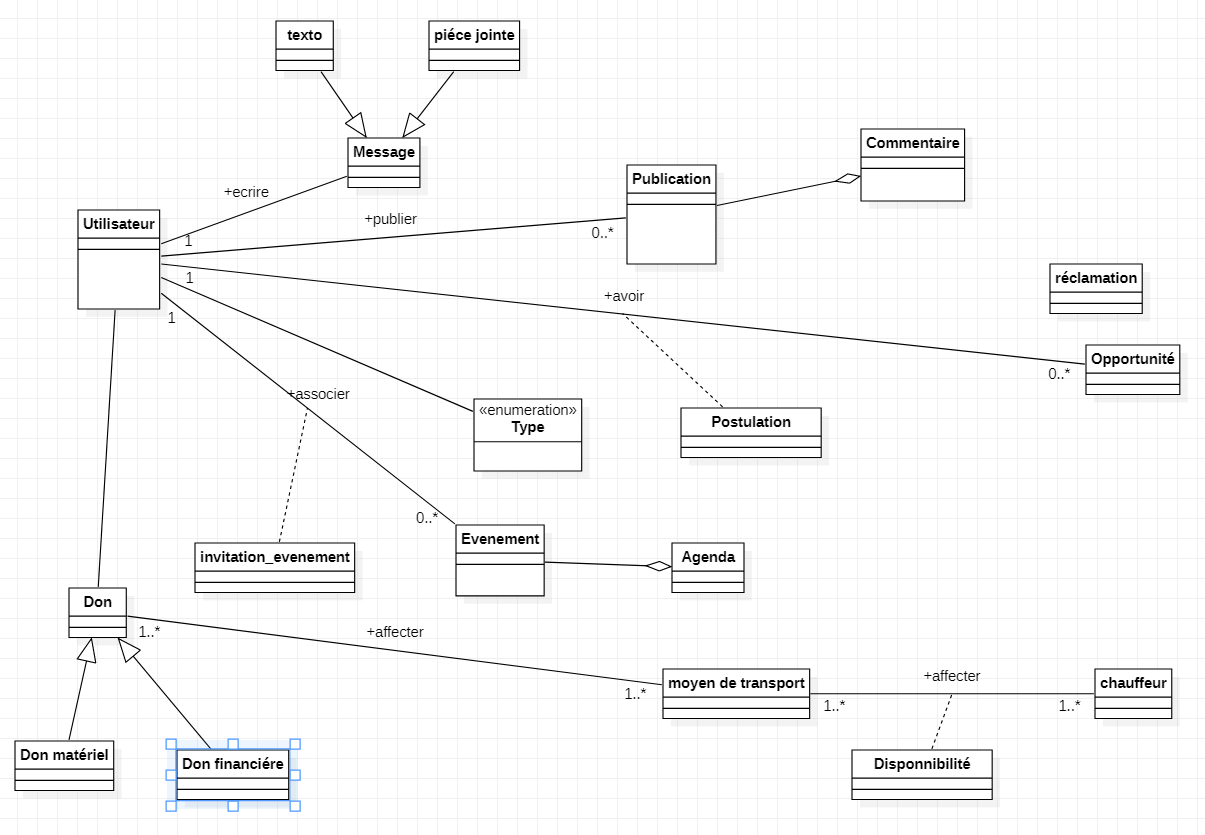 texto
piéce jointe
Message
Commentaire
Publication
+ecrire
Utilisateur
+publier
1
0..*
réclamation
1
+avoir
1
Opportunité
0..*
+associer
«enumeration»
Type
Postulation
0..*
Evenement
invitation_evenement
Agenda
Don
1..*
+affecter
moyen de transport
1..*
+affecter
chauffeur
1..*
1..*
Don matériel
Don financiére
Disponnibilité